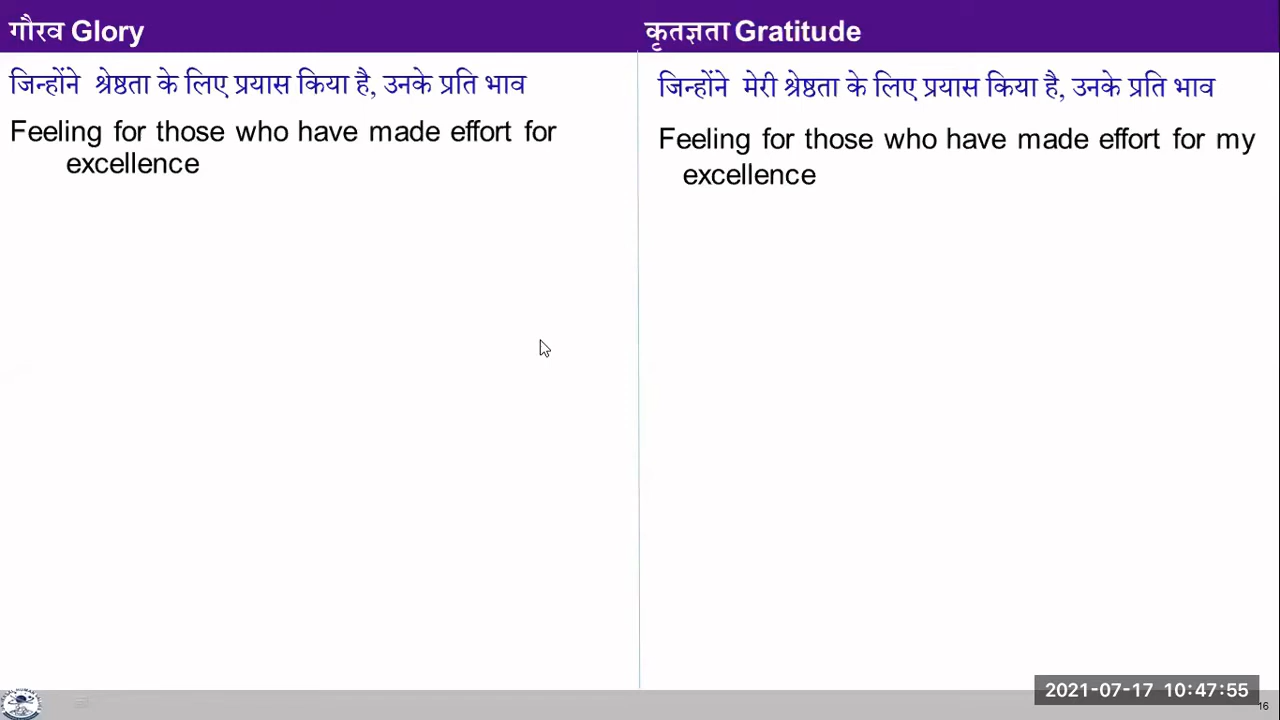 गौरव Glory
जिन्होंने श्रेष्ठता के लिए प्रयास किया है, उनके प्रति भाव
Feeling for those who have made effort for
excellence
कृतज्ञता Gratitude
जिन्होंने मेरी श्रेष्ठता के लिए प्रयास किया है, उनके प्रति भाव
Feeling for those who have made effort for my
excellence
2021-07-17 10:47:55
16